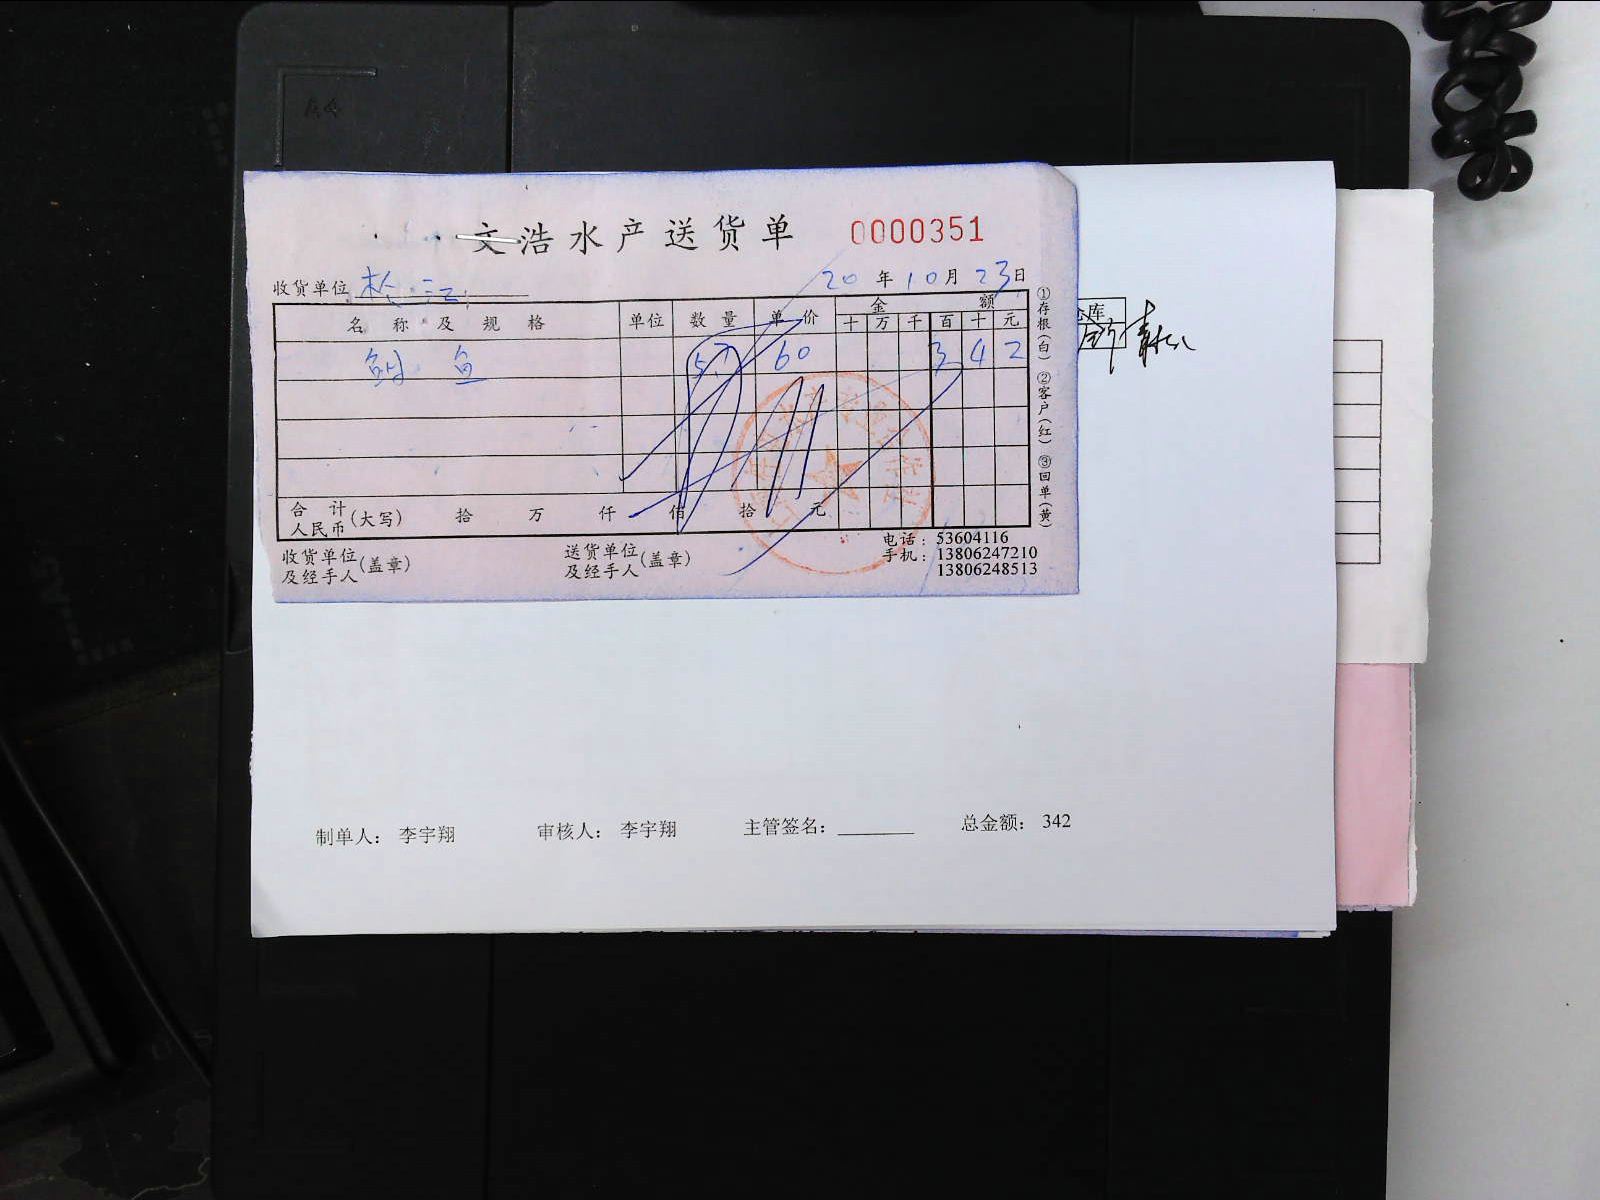 A4
文浩水产送货单 0000351
收货单位 松江 20年10月23日
名称及规格 单位 数量 单价 金额
十 万 千 百 十 元
鱼 5.7 60 3 4 2
合计人民币(大写) 拾 万 仟 佰 拾 元
收货单位及经手人(盖章) 送货单位及经手人(盖章)
电话:53604116
手机:13806247210
13806248513
①存根(白) ②客户(红) ③回单(黄)
库
制单人: 李宇翔 审核人: 李宇翔 主管签名: 总金额: 342